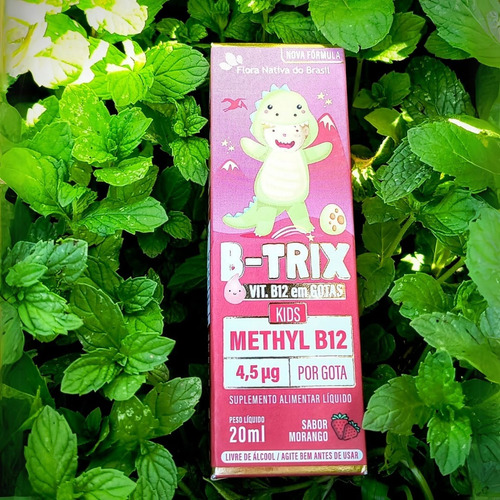 NOVA FÓRMULA
Flora Nativa do Brasil
B-TRIX
VIT. B12 em GOTAS
KIDS
METHYL B12
4,5 µg POR GOTA
SUPLEMENTO ALIMENTAR LÍQUIDO
PESO LÍQUIDO
20ml
SABOR
MORANGO
LIVRE DE ÁLCOOL / AGITE BEM ANTES DE USAR